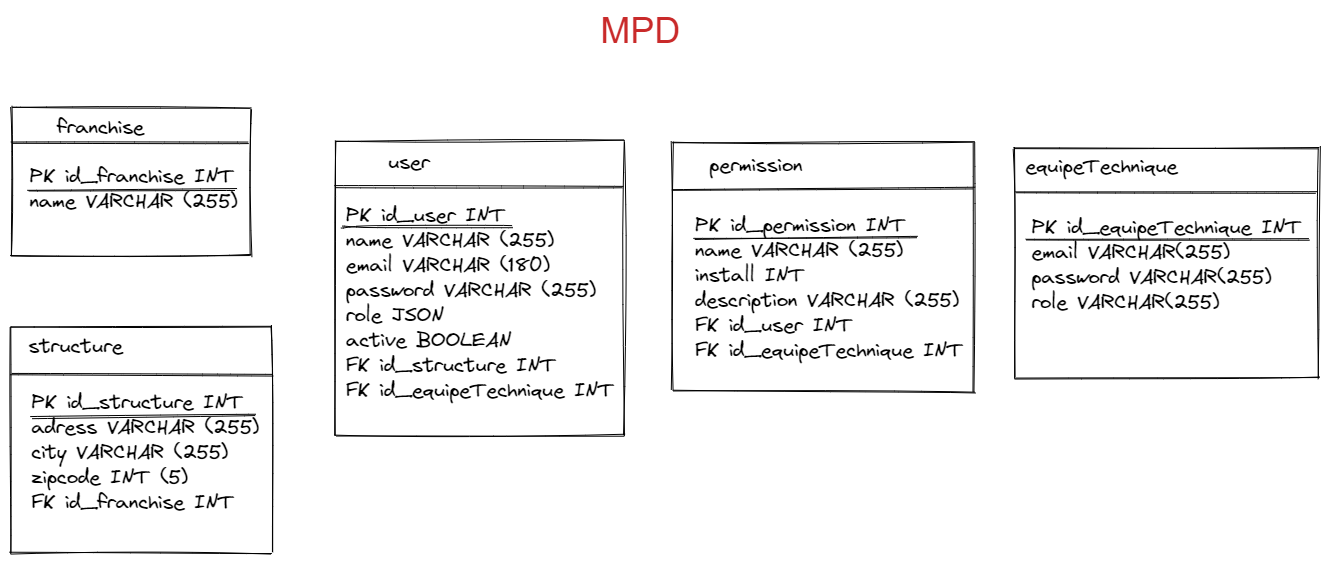 MPD
franchise
PK id_franchise INT
name VARCHAR (255)
structure
PK id_structure INT
adress VARCHAR (255)
city VARCHAR (255)
zipcode INT (5)
FK id_franchise INT
user
PK id_user INT
name VARCHAR (255)
email VARCHAR (180)
password VARCHAR (255)
role JSON
active BOOLEAN
FK id_structure INT
FK id_equipeTechnique INT
permission
PK id_permission INT
name VARCHAR (255)
install INT
description VARCHAR (255)
FK id_user INT
FK id_equipeTechnique INT
equipeTechnique
PK id_equipeTechnique INT
email VARCHAR(255)
password VARCHAR(255)
role VARCHAR(255)